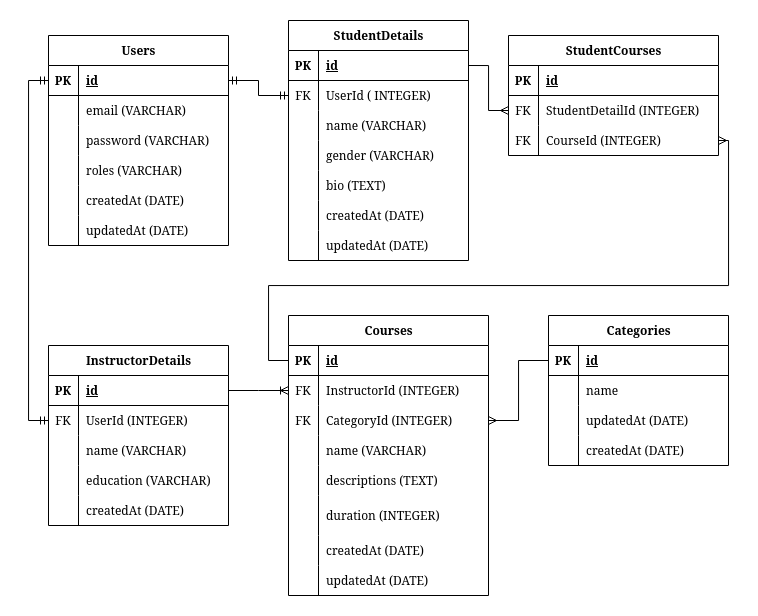 Users
PK id
email (VARCHAR)
password (VARCHAR)
roles (VARCHAR)
createdAt (DATE)
updatedAt (DATE)
StudentDetails
PK id
FK UserId ( INTEGER)
name (VARCHAR)
gender (VARCHAR)
bio (TEXT)
createdAt (DATE)
updatedAt (DATE)
StudentCourses
PK id
FK StudentDetailId (INTEGER)
FK CourseId (INTEGER)
InstructorDetails
PK id
FK UserId (INTEGER)
name (VARCHAR)
education (VARCHAR)
createdAt (DATE)
Courses
PK id
FK InstructorId (INTEGER)
FK CategoryId (INTEGER)
name (VARCHAR)
descriptions (TEXT)
duration (INTEGER)
createdAt (DATE)
updatedAt (DATE)
Categories
PK id
name
updatedAt (DATE)
createdAt (DATE)